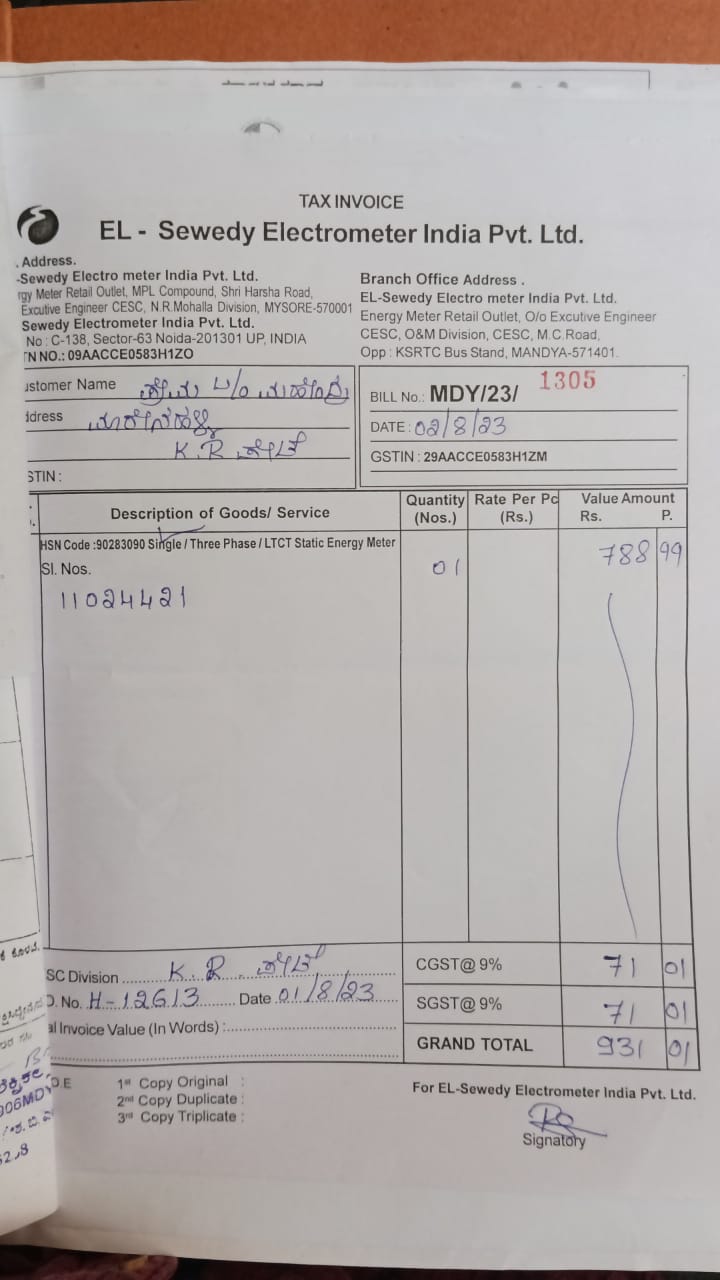 TAX INVOICE
EL - Sewedy Electrometer India Pvt. Ltd.
. Address.
-Sewedy Electro meter India Pvt. Ltd.
rgy Meter Retail Outlet, MPL Compound, Shri Harsha Road,
Excutive Engineer CESC, N.R.Mohalla Division, MYSORE-570001
Sewedy Electrometer India Pvt. Ltd.
No : C-138, Sector-63 Noida-201301 UP, INDIA
TN NO.: 09AACCE0583H1ZO
Branch Office Address .
EL-Sewedy Electro meter India Pvt. Ltd.
Energy Meter Retail Outlet, O/o Excutive Engineer
CESC, O&M Division, CESC, M.C.Road,
Opp : KSRTC Bus Stand, MANDYA-571401.
ustomer Name
ddress
K.R ಪೇಟೆ
STIN :
BILL No.: MDY/23/ 1305
DATE : 02/8/23
GSTIN : 29AACCE0583H1ZM
Description of Goods/ Service Quantity (Nos.) Rate Per Pc (Rs.) Value Amount Rs. P.
HSN Code :90283090 Single / Three Phase / LTCT Static Energy Meter 01 788 99
Sl. Nos.
11024421
SC Division K. R. ಪೇಟೆ
D. No. H-12613 Date 01/8/23
al Invoice Value (In Words) :
CGST@ 9% 71 01
SGST@ 9% 71 01
GRAND TOTAL 931 01
D.E
1st Copy Original :
2nd Copy Duplicate :
3rd Copy Triplicate :
For EL-Sewedy Electrometer India Pvt. Ltd.
Signatory